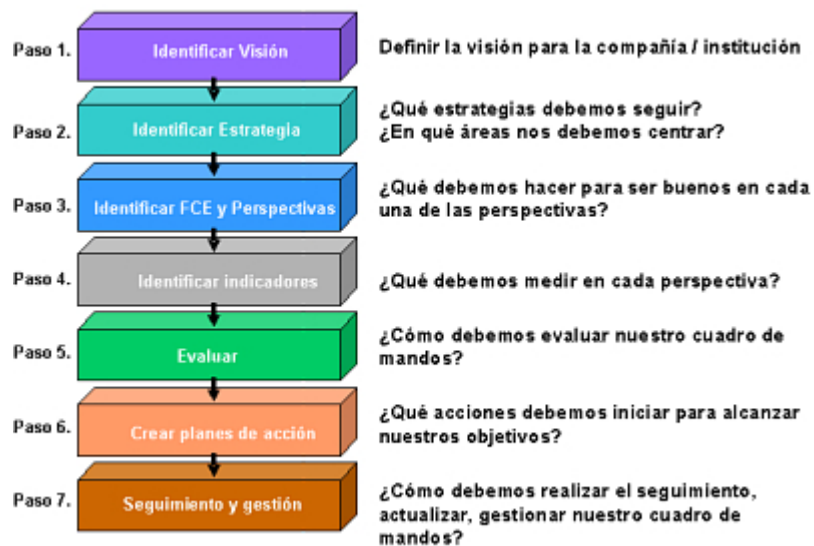 Paso 1.
Identificar Visión
Definir la visión para la compañía / institución
Paso 2.
Identificar Estrategia
¿Qué estrategias debemos seguir?
¿En qué áreas nos debemos centrar?
Paso 3.
Identificar FCE y Perspectivas
¿Qué debemos hacer para ser buenos en cada
una de las perspectivas?
Paso 4.
Identificar indicadores
¿Qué debemos medir en cada perspectiva?
Paso 5.
Evaluar
¿Cómo debemos evaluar nuestro cuadro de
mandos?
Paso 6.
Crear planes de acción
¿Qué acciones debemos iniciar para alcanzar
nuestros objetivos?
Paso 7.
Seguimiento y gestión
¿Cómo debemos realizar el seguimiento,
actualizar, gestionar nuestro cuadro de
mandos?